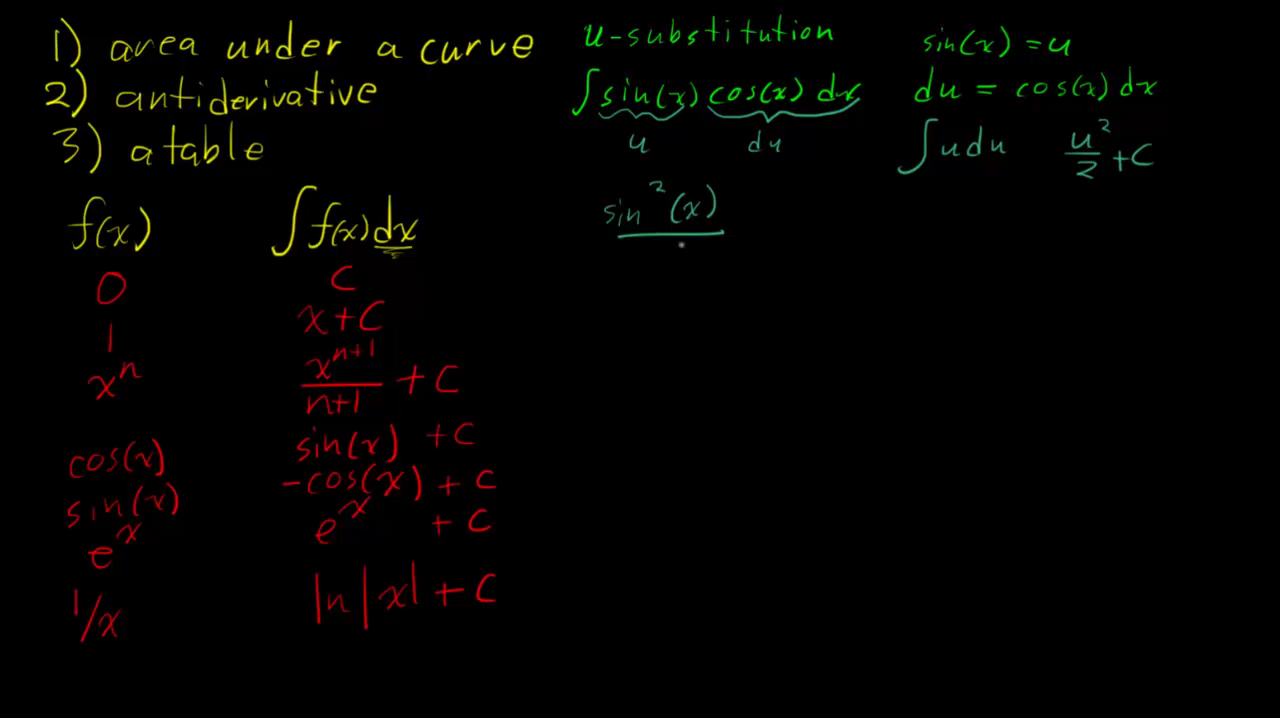 1) area under a curve
2) antiderivative
3) a table
f(x) ∫f(x)dx
0 C
1 x+C
xⁿ xⁿ⁺¹/n+1 + C
cos(x) sin(x) + C
sin(x) -cos(x) + C
eˣ eˣ + C
1/x ln|x| + C
u-substitution
∫sin(x) cos(x) dx
u du
sin²(x)
sin(x) = u
du = cos(x) dx
∫u du u²/2 + C